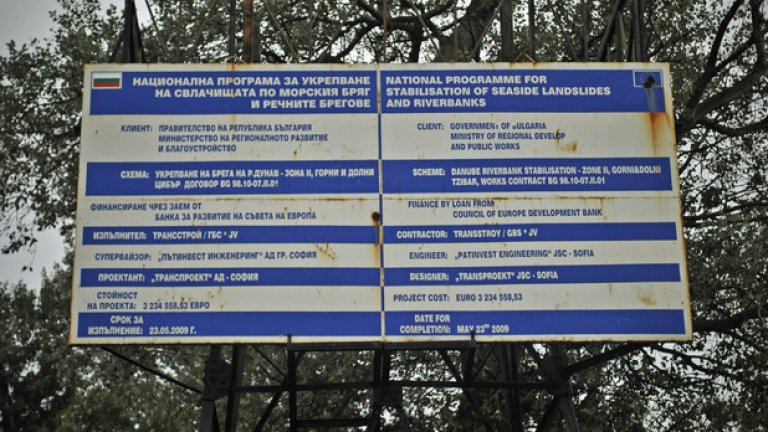 НАЦИОНАЛНА ПРОГРАМА ЗА УКРЕПВАНЕ
НА СВЛАЧИЩАТА ПО МОРСКИЯ БРЯГ
И РЕЧНИТЕ БРЕГОВЕ
КЛИЕНТ: ПРАВИТЕЛСТВО НА РЕПУБЛИКА БЪЛГАРИЯ
МИНИСТЕРСТВО НА РЕГИОНАЛНОТО РАЗВИТИЕ
И БЛАГОУСТРОЙСТВО
СХЕМА: УКРЕПВАНЕ НА БРЕГА НА Р.ДУНАВ - ЗОНА II, ГОРНИ И ДОЛНИ
ЦИБЪР ДОГОВОР BG 98.10-07.II.01
ФИНАНСИРАНЕ ЧРЕЗ ЗАЕМ ОТ
БАНКА ЗА РАЗВИТИЕ НА СЪВЕТА НА ЕВРОПА
ИЗПЪЛНИТЕЛ: ТРАНССТРОЙ / ГБС * JV
СУПЕРВАЙЗОР: „ПЪТИНВЕСТ ИНЖЕНЕРИНГ" АД ГР. СОФИЯ
ПРОЕКТАНТ: „ТРАНСПРОЕКТ" АД - СОФИЯ
СТОЙНОСТ
НА ПРОЕКТА: 3 234 558,53 ЕВРО
СРОК ЗА
ИЗПЪЛНЕНИЕ: 23.05.2009 Г.
NATIONAL PROGRAMME FOR
STABILISATION OF SEASIDE LANDSLIDES
AND RIVERBANKS
CLIENT: GOVERNMENT OF BULGARIA
MINISTRY OF REGIONAL DEVELOP
AND PUBLIC WORKS
SCHEME: DANUBE RIVERBANK STABILISATION - ZONE II, GORNI&DOLNI
TZIBAR, WORKS CONTRACT BG 98.10-07.II.01
FINANCE BY LOAN FROM
COUNCIL OF EUROPE DEVELOPMENT BANK
CONTRACTOR: TRANSSTROY / GBS * JV
ENGINEER: „PATINVEST ENGINEERING" JSC - SOFIA
DESIGNER: „TRANSPROEKT" JSC - SOFIA
PROJECT COST: EURO 3 234 558,53
DATE FOR
COMPLETION: MAY 23RD 2009